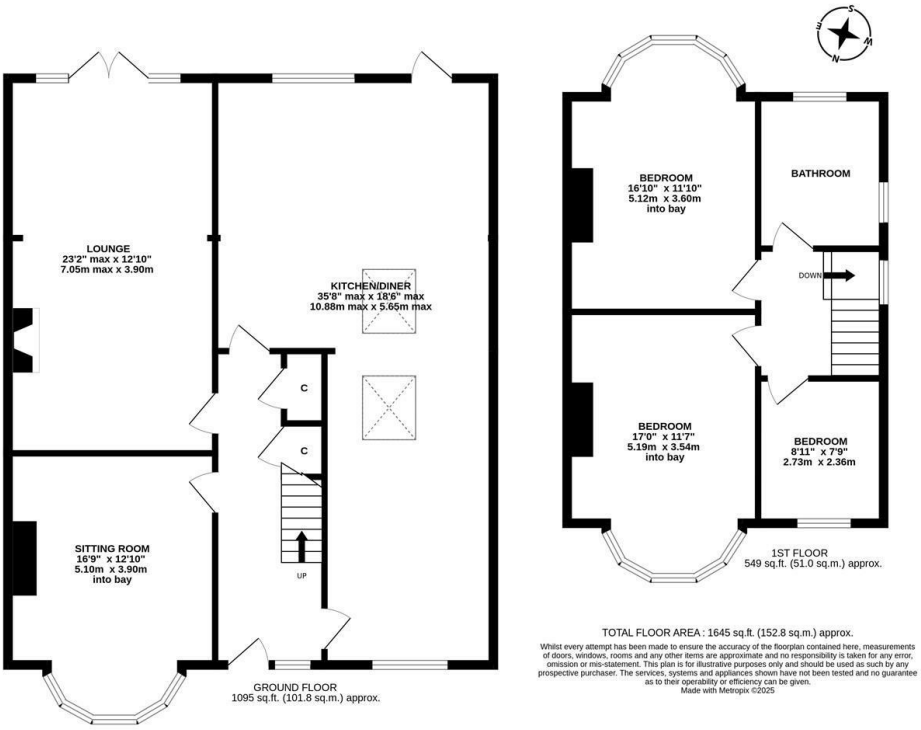 S
E
W
N
LOUNGE
23'2" max x 12'10"
7.05m max x 3.90m
KITCHEN/DINER
35'8" max x 18'6" max
10.88m max x 5.65m max
C
C
SITTING ROOM
16'9" x 12'10"
5.10m x 3.90m
into bay
UP
GROUND FLOOR
1095 sq.ft. (101.8 sq.m.) approx.
BEDROOM
16'10" x 11'10"
5.12m x 3.60m
into bay
BATHROOM
DOWN
BEDROOM
17'0" x 11'7"
5.19m x 3.54m
into bay
BEDROOM
8'11" x 7'9"
2.73m x 2.36m
1ST FLOOR
549 sq.ft. (51.0 sq.m.) approx.
TOTAL FLOOR AREA : 1645 sq.ft. (152.8 sq.m.) approx.
Whilst every attempt has been made to ensure the accuracy of the floorplan contained here, measurements
of doors, windows, rooms and any other items are approximate and no responsibility is taken for any error,
omission or mis-statement. This plan is for illustrative purposes only and should be used as such by any
prospective purchaser. The services, systems and appliances shown have not been tested and no guarantee
as to their operability or efficiency can be given.
Made with Metropix ©2025